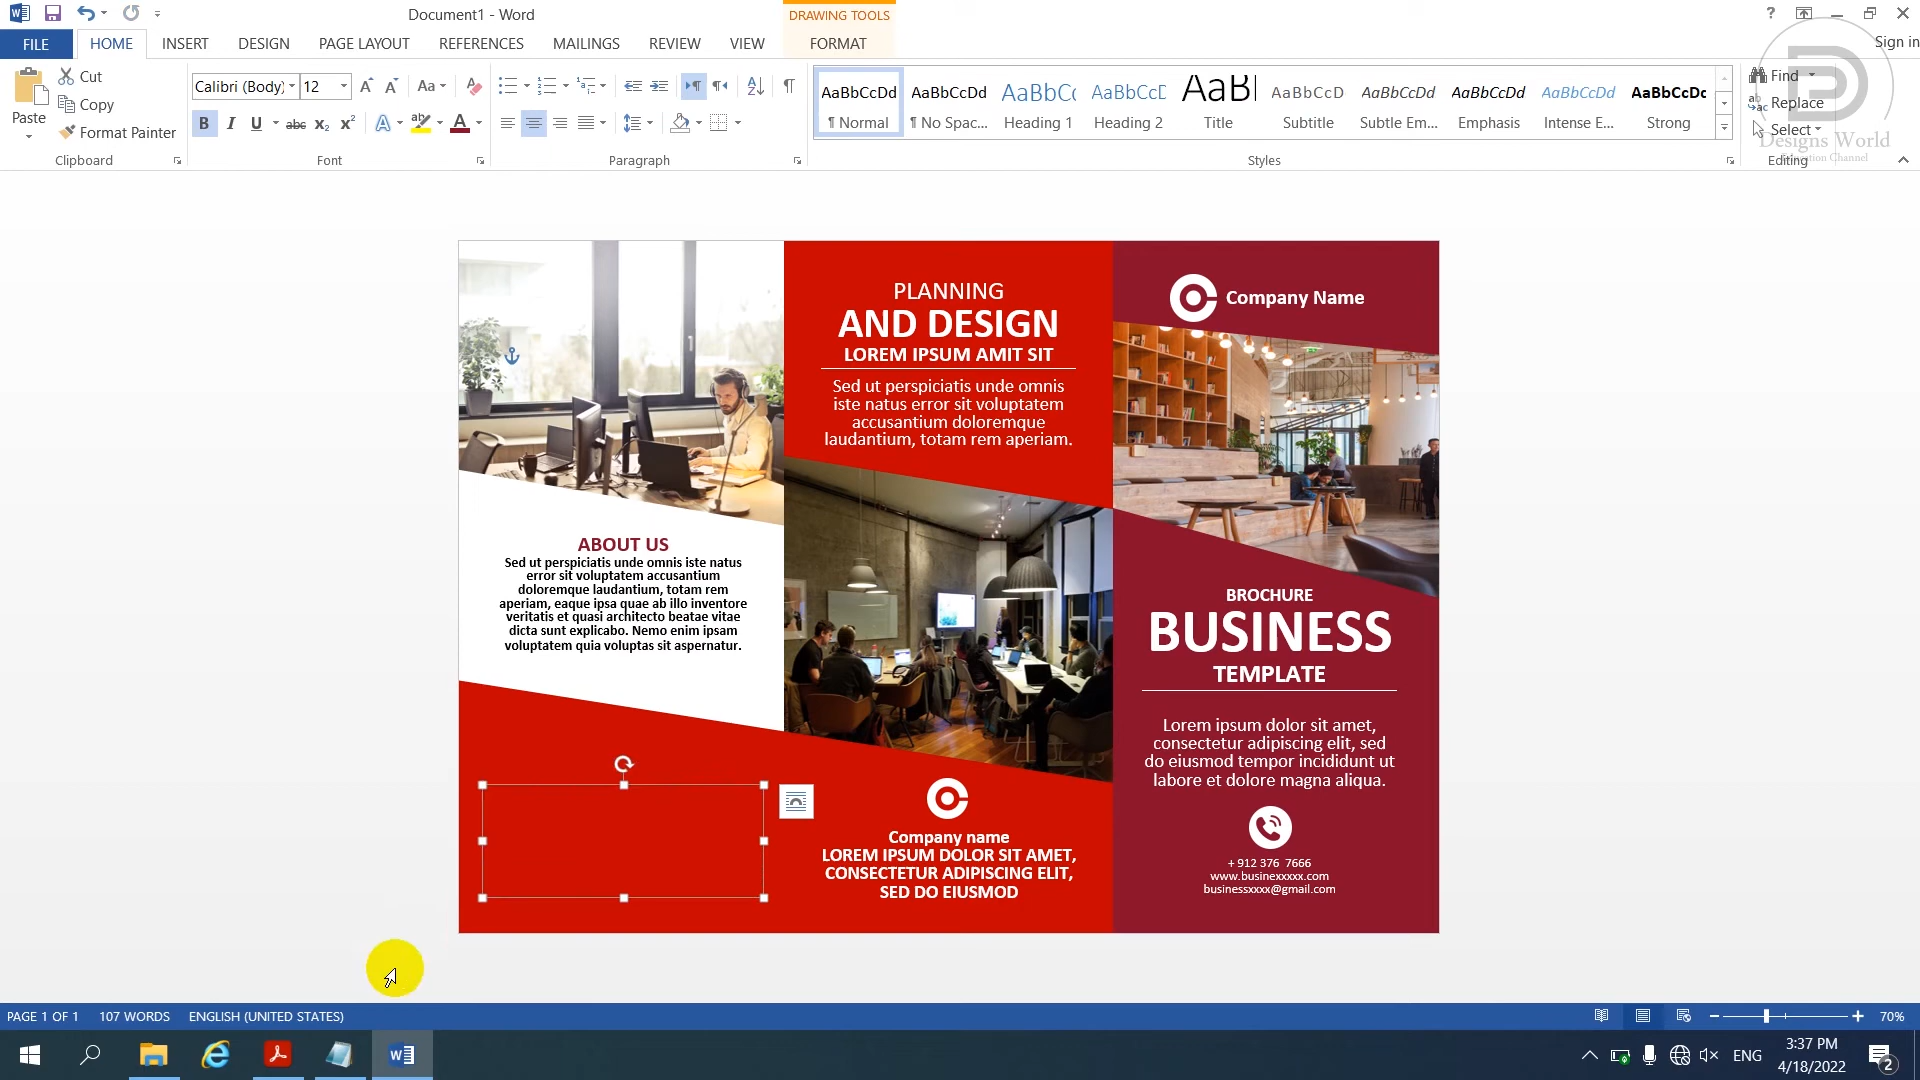 Document1 - Word
DRAWING TOOLS
?
Sign in
FILE
HOME
INSERT
DESIGN
PAGE LAYOUT
REFERENCES
MAILINGS
REVIEW
VIEW
FORMAT
Paste
Cut
Copy
Format Painter
Clipboard
Calibri (Body)
12
Aa
B I U abc x₂ x² A ab A
Font
Paragraph
AaBbCcDd
¶ Normal
AaBbCcDd
¶ No Spac...
AaBbCc
Heading 1
AaBbCcD
Heading 2
AaB
Title
AaBbCcD
Subtitle
AaBbCcDd
Subtle Em...
AaBbCcDd
Emphasis
AaBbCcDd
Intense E...
AaBbCcDc
Strong
Styles
Find
Replace
Select
Editing
Designs World
PLANNING
AND DESIGN
LOREM IPSUM AMIT SIT
Sed ut perspiciatis unde omnis
iste natus error sit voluptatem
accusantium doloremque
laudantium, totam rem aperiam.
Company Name
ABOUT US
Sed ut perspiciatis unde omnis iste natus
error sit voluptatem accusantium
doloremque laudantium, totam rem
aperiam, eaque ipsa quae ab illo inventore
veritatis et quasi architecto beatae vitae
dicta sunt explicabo. Nemo enim ipsam
voluptatem quia voluptas sit aspernatur.
BROCHURE
BUSINESS
TEMPLATE
Lorem ipsum dolor sit amet,
consectetur adipiscing elit, sed
do eiusmod tempor incididunt ut
labore et dolore magna aliqua.
Company name
LOREM IPSUM DOLOR SIT AMET,
CONSECTETUR ADIPISCING ELIT,
SED DO EIUSMOD
+ 912 376 7666
www.businexxxxx.com
businessxxxx@gmail.com
PAGE 1 OF 1
107 WORDS
ENGLISH (UNITED STATES)
70%
ENG
3:37 PM
4/18/2022
2